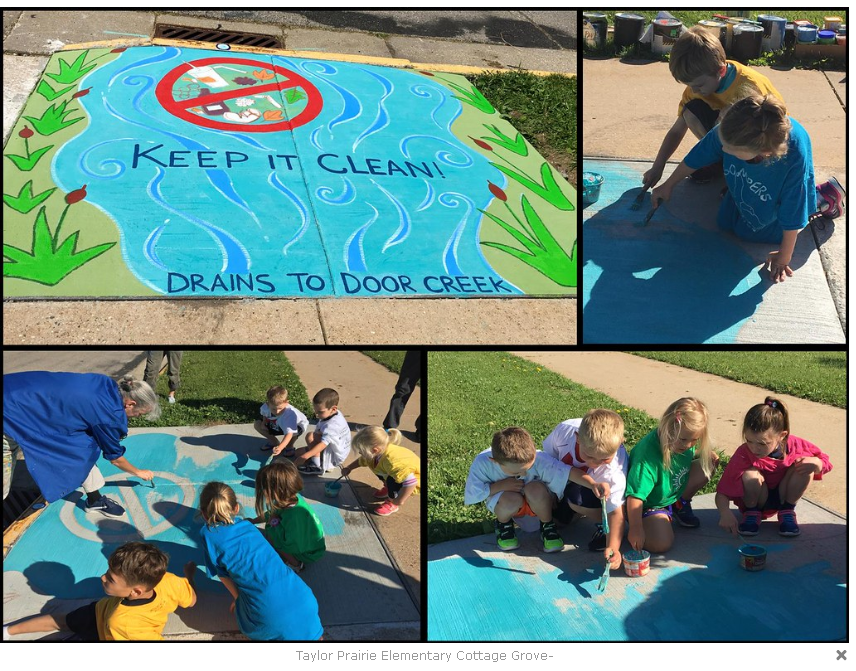 KEEP IT CLEAN!
DRAINS TO DOOR CREEK
Taylor Prairie Elementary Cottage Grove-